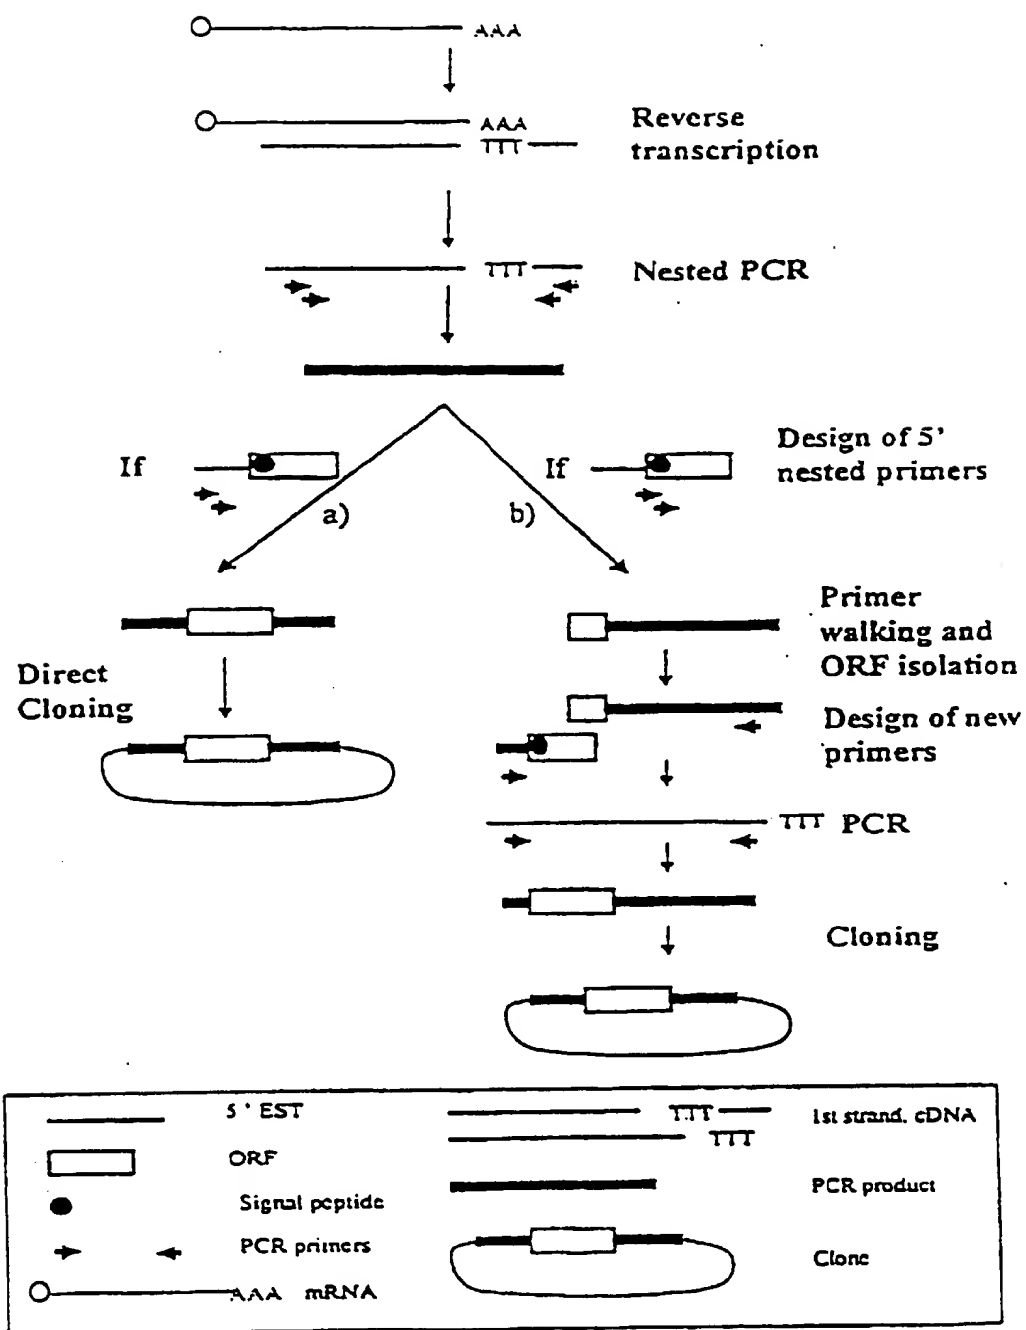 AAA
AAA
TTT
Reverse
transcription
TTT
Nested PCR
If
If
Design of 5'
nested primers
a)
b)
Primer
walking and
ORF isolation
Direct
Cloning
Design of new
primers
TTT PCR
Cloning
5 ' EST
TTT
1st strand. cDNA
TTT
ORF
PCR product
Signal peptide
PCR primers
Clone
AAA mRNA